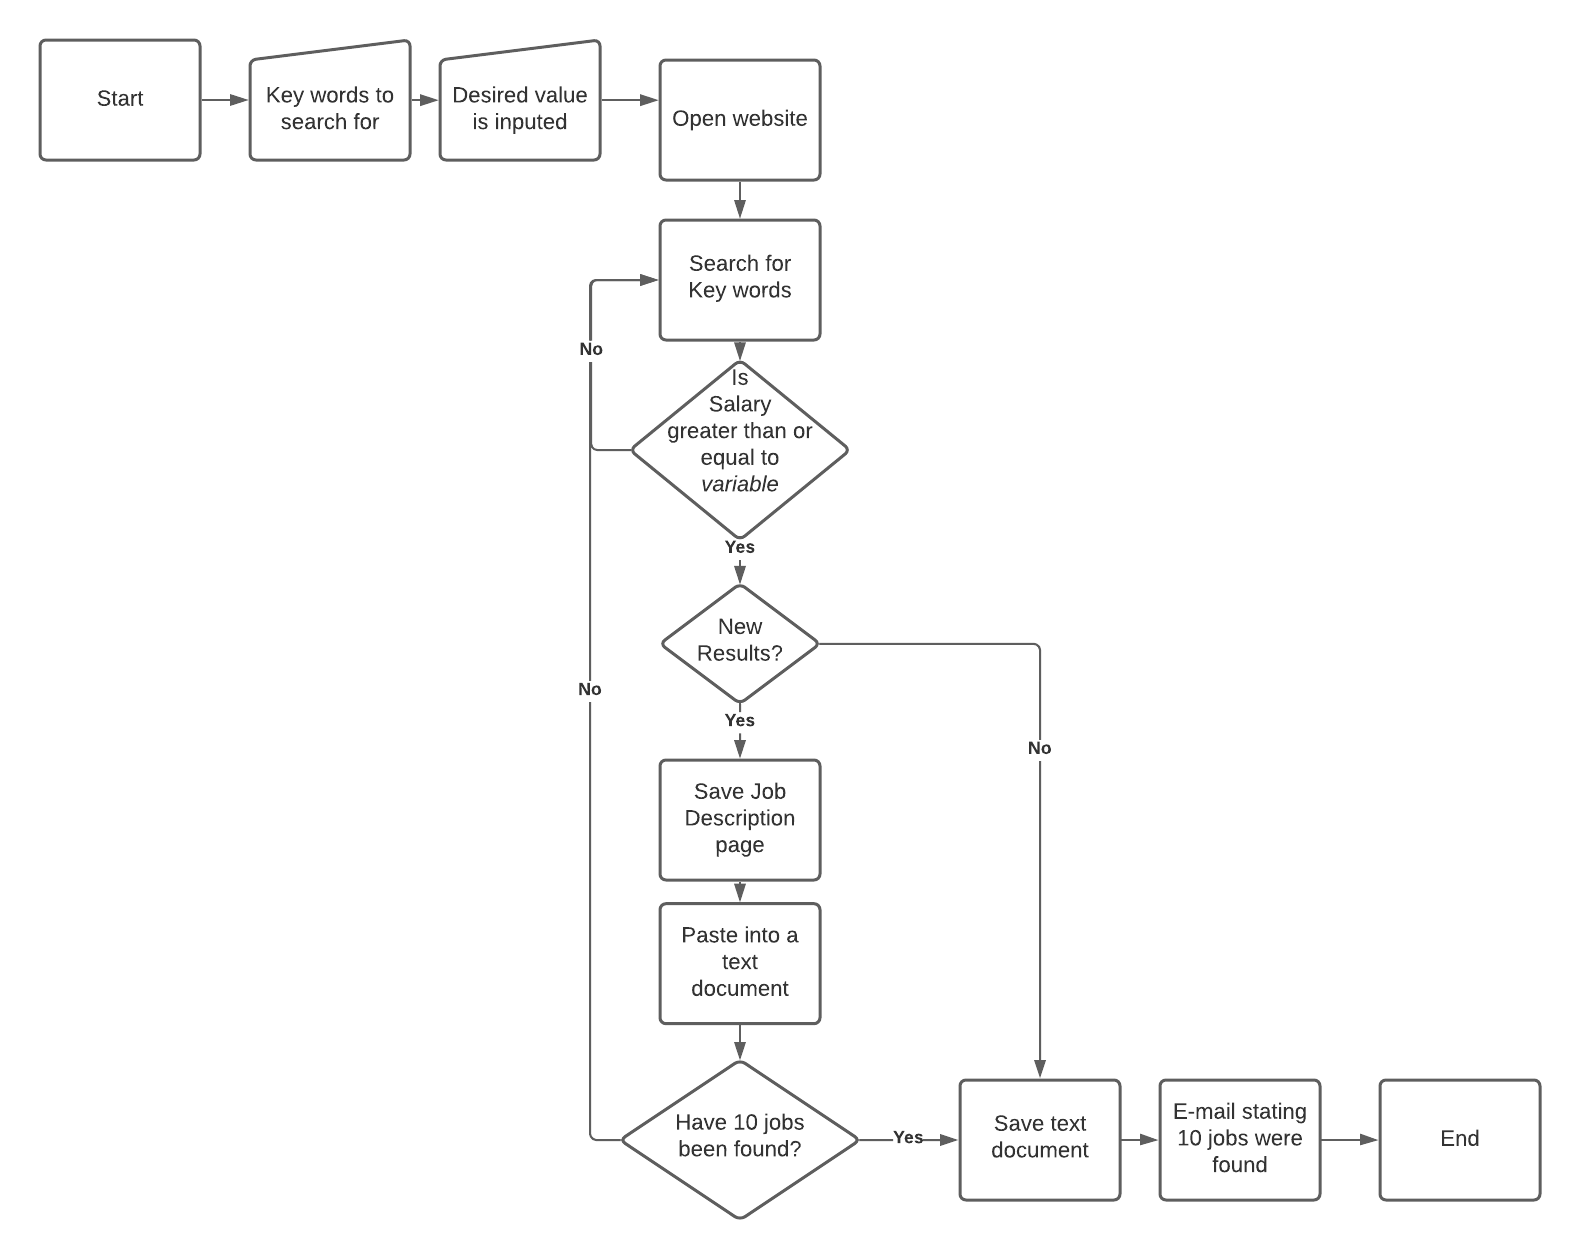 Start
Key words to
search for
Desired value
is inputed
Open website
Search for
Key words
No
Is
Salary
greater than or
equal to
variable
Yes
New
Results?
No
Yes
No
Save Job
Description
page
Paste into a
text
document
Have 10 jobs
been found?
Yes
Save text
document
E-mail stating
10 jobs were
found
End